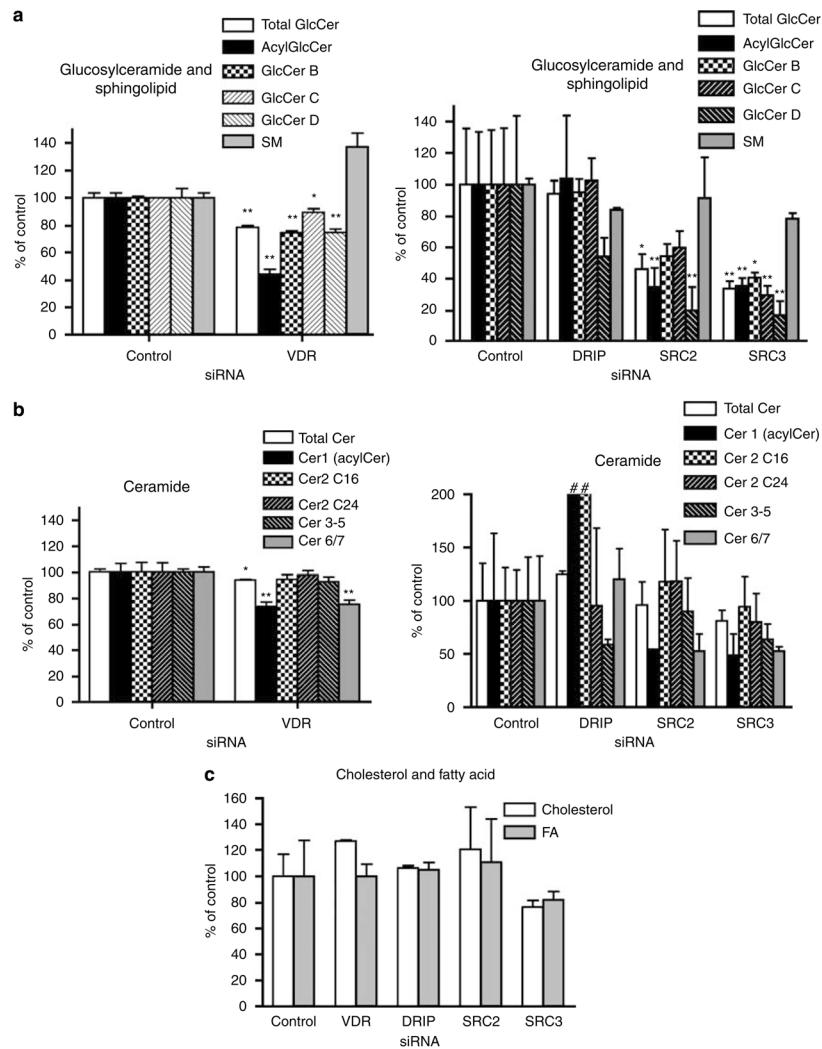 a
Total GlcCer
AcylGlcCer
GlcCer B
GlcCer C
GlcCer D
SM
Glucosylceramide and
sphingolipid
% of control
140
120
100
80
60
40
20
0
**
**
**
*
**
Control
VDR
siRNA
Total GlcCer
AcylGlcCer
GlcCer B
GlcCer C
GlcCer D
SM
Glucosylceramide and
sphingolipid
% of control
140
120
100
80
60
40
20
0
*
**
**
**
**
*
**
**
Control
DRIP
SRC2
SRC3
siRNA
b
Total Cer
Cer1 (acylCer)
Cer2 C16
Cer2 C24
Cer 3-5
Cer 6/7
Ceramide
% of control
140
120
100
80
60
40
20
0
*
**
**
Control
VDR
siRNA
Total Cer
Cer 1 (acylCer)
Cer 2 C16
Cer 2 C24
Cer 3-5
Cer 6/7
Ceramide
% of control
200
150
100
50
0
# #
Control
DRIP
SRC2
SRC3
siRNA
c
Cholesterol and fatty acid
Cholesterol
FA
% of control
160
140
120
100
80
60
40
20
0
Control
VDR
DRIP
SRC2
SRC3
siRNA